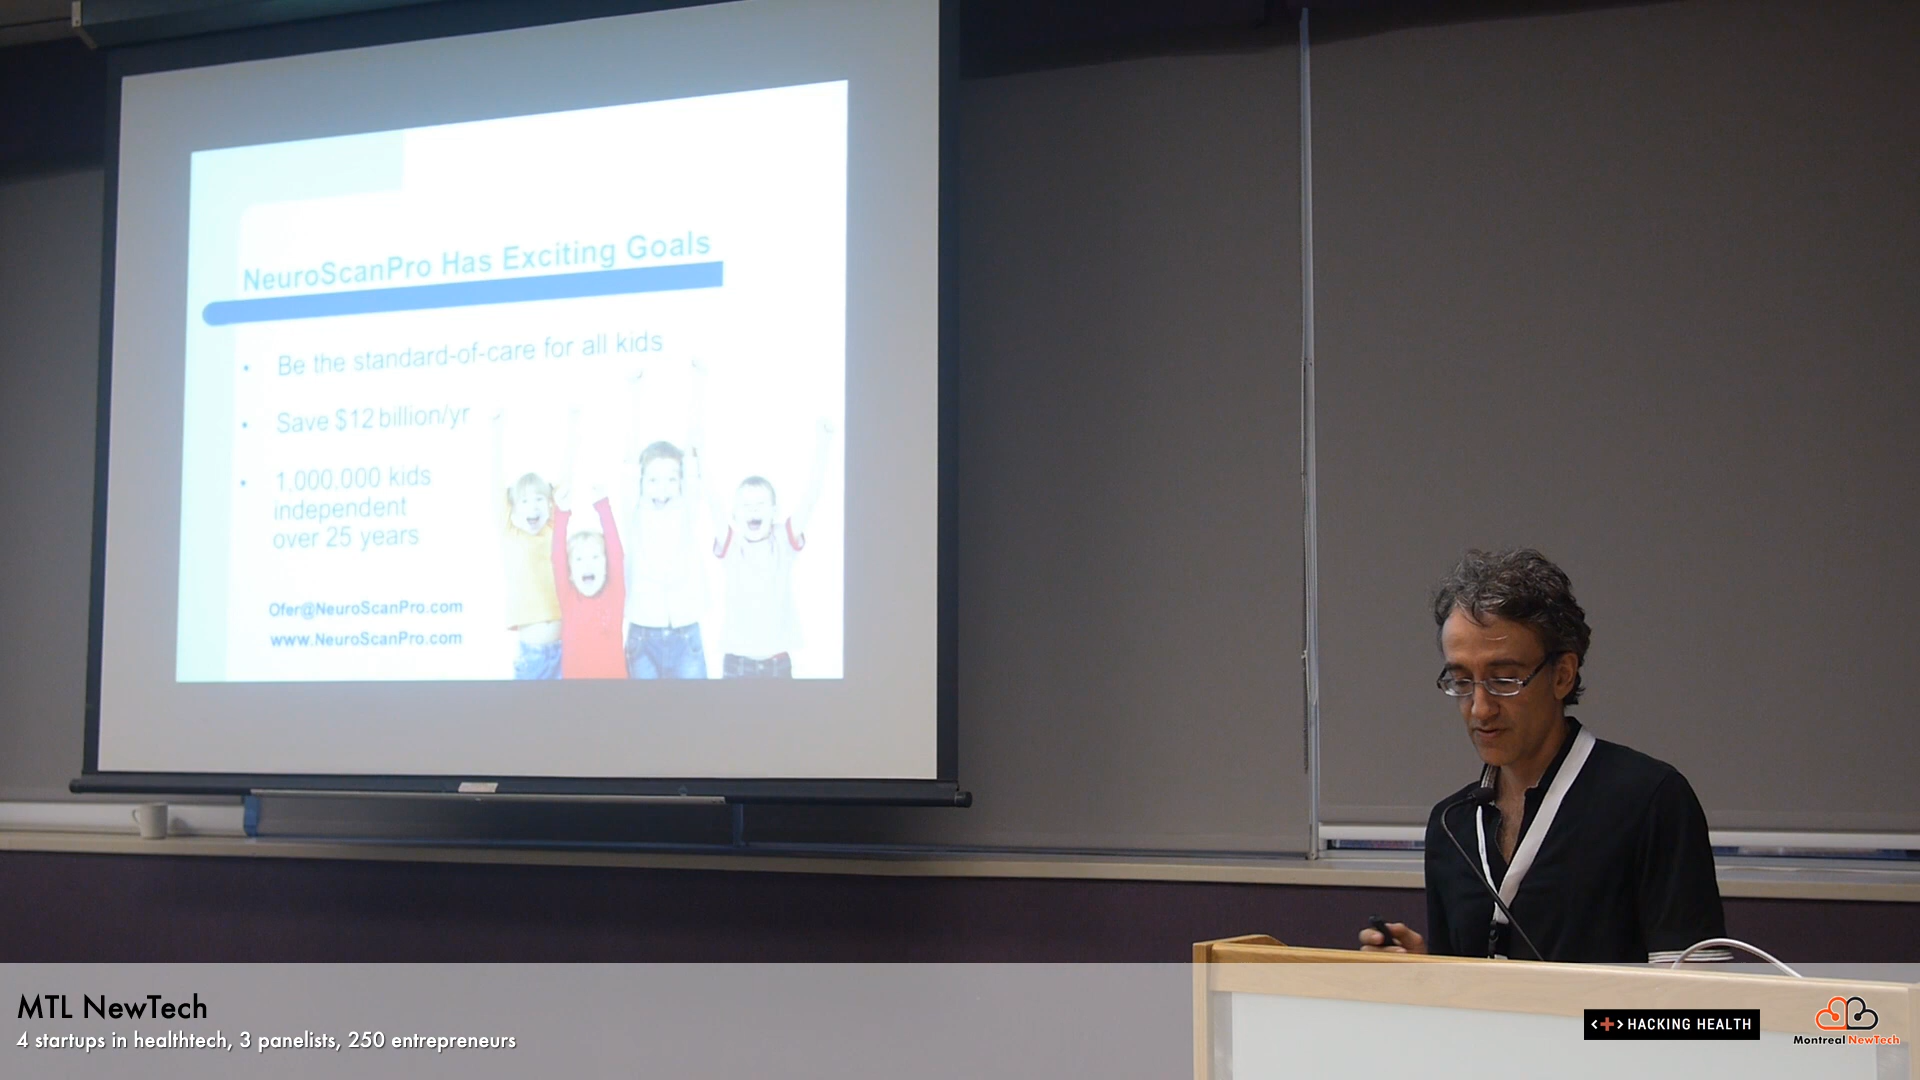 NeuroScanPro Has Exciting Goals
• Be the standard-of-care for all kids
• Save $12 billion/yr
• 1,000,000 kids
independent
over 25 years
Ofer@NeuroScanPro.com
www.NeuroScanPro.com
MTL NewTech
4 startups in healthtech, 3 panelists, 250 entrepreneurs
<+> HACKING HEALTH
Montreal NewTech